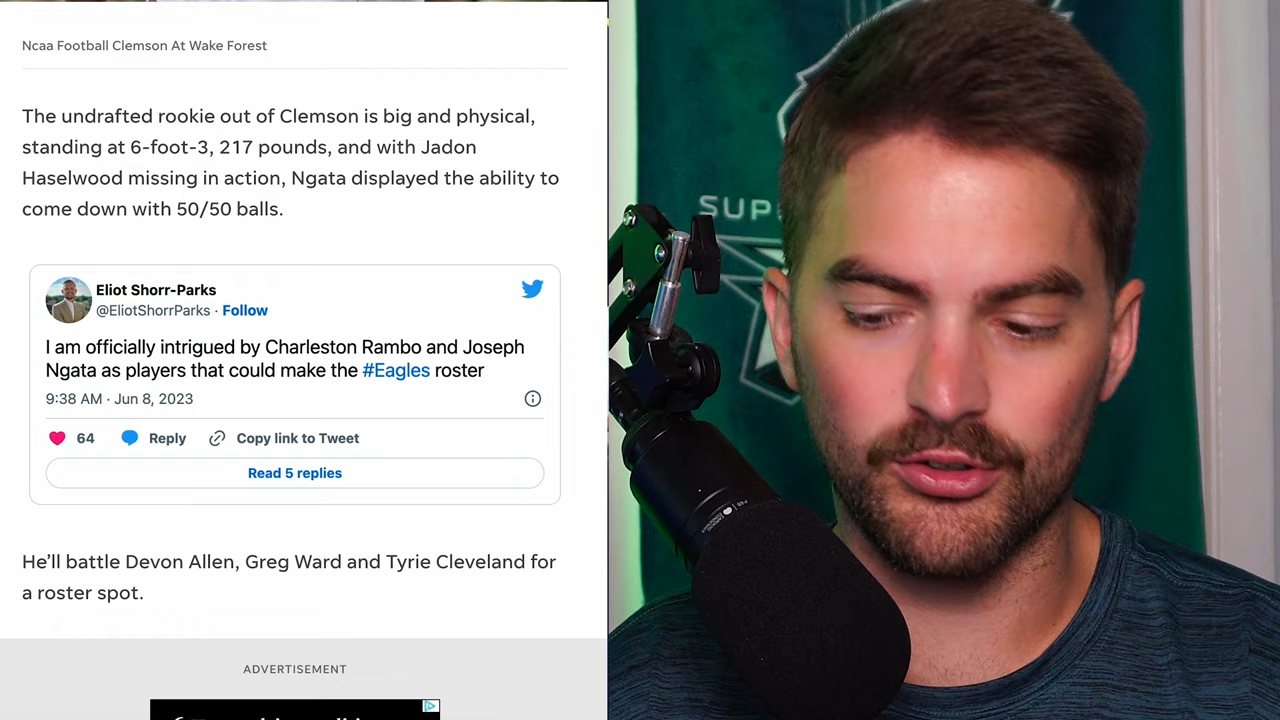 Ncaa Football Clemson At Wake Forest
The undrafted rookie out of Clemson is big and physical,
standing at 6-foot-3, 217 pounds, and with Jadon
Haselwood missing in action, Ngata displayed the ability to
come down with 50/50 balls.
Eliot Shorr-Parks
@EliotShorrParks · Follow
I am officially intrigued by Charleston Rambo and Joseph
Ngata as players that could make the #Eagles roster
9:38 AM · Jun 8, 2023
64 Reply Copy link to Tweet
Read 5 replies
He’ll battle Devon Allen, Greg Ward and Tyrie Cleveland for
a roster spot.
ADVERTISEMENT
SUP